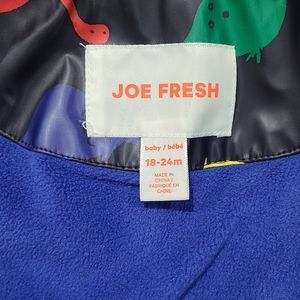 JOE FRESH
baby / bébé
18-24m
MADE IN
CHINA /
FABRIQUÉ EN
CHINE